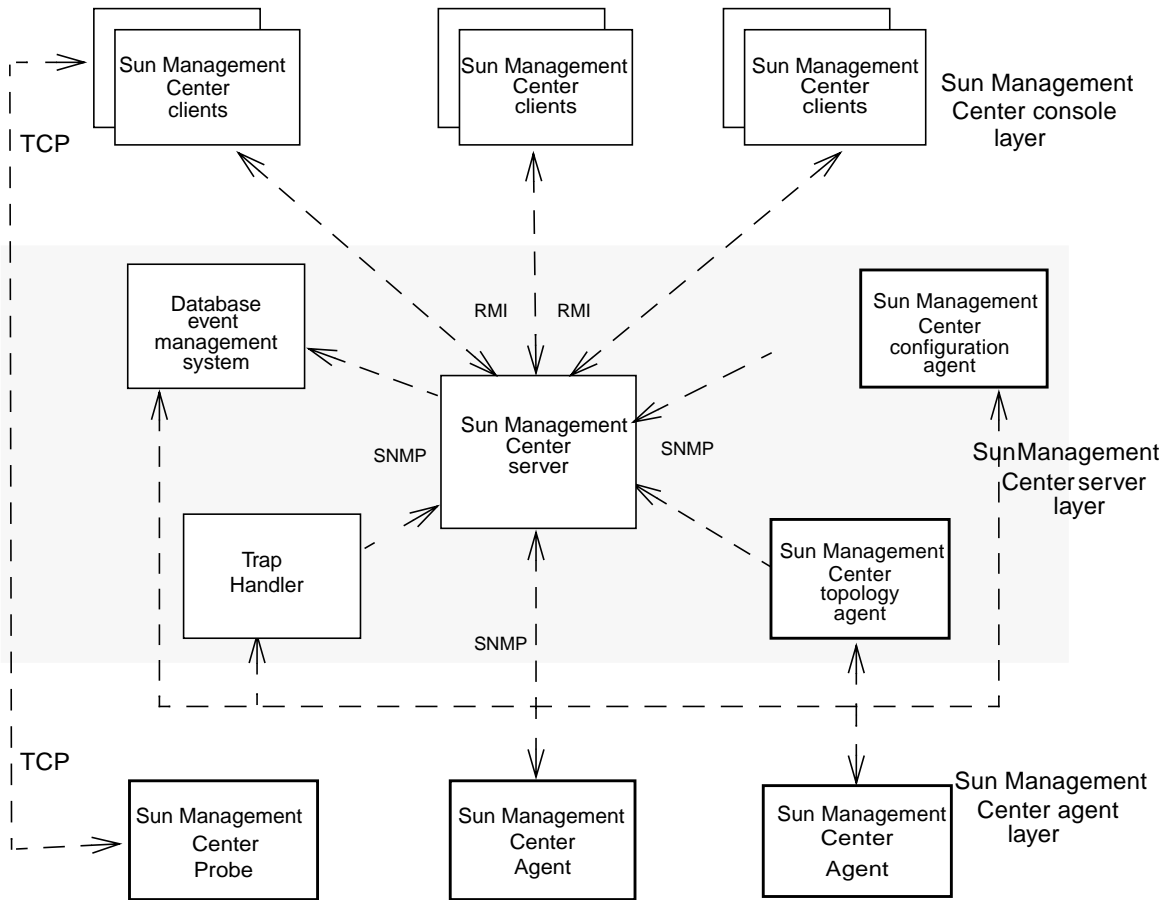 Sun Management
Center
clients
Sun Management
Center
clients
Sun Management
Center
clients
Sun Management
Center console
layer
TCP
Database
event
management
system
RMI
RMI
Sun Management
Center
configuration
agent
Sun Management
Center
server
SNMP
SNMP
SunManagement
Center server
layer
Trap
Handler
Sun Management
Center
topology
agent
SNMP
TCP
Sun Management
Center
Probe
Sun Management
Center
Agent
Sun Management
Center
Agent
Sun Management
Center agent
layer